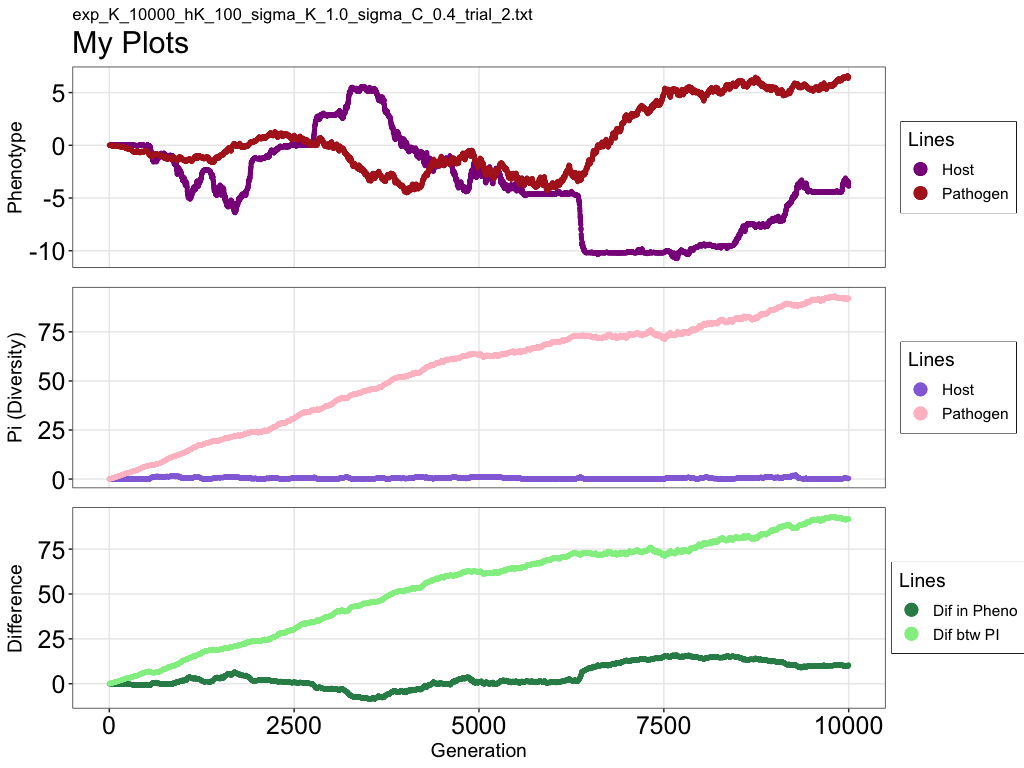 exp_K_10000_hK_100_sigma_K_1.0_sigma_C_0.4_trial_2.txt
My Plots
Phenotype
5
0
-5
-10
Lines
Host
Pathogen
Pi (Diversity)
75
50
25
0
Lines
Host
Pathogen
Difference
75
50
25
0
Lines
Dif in Pheno
Dif btw PI
0 2500 5000 7500 10000
Generation